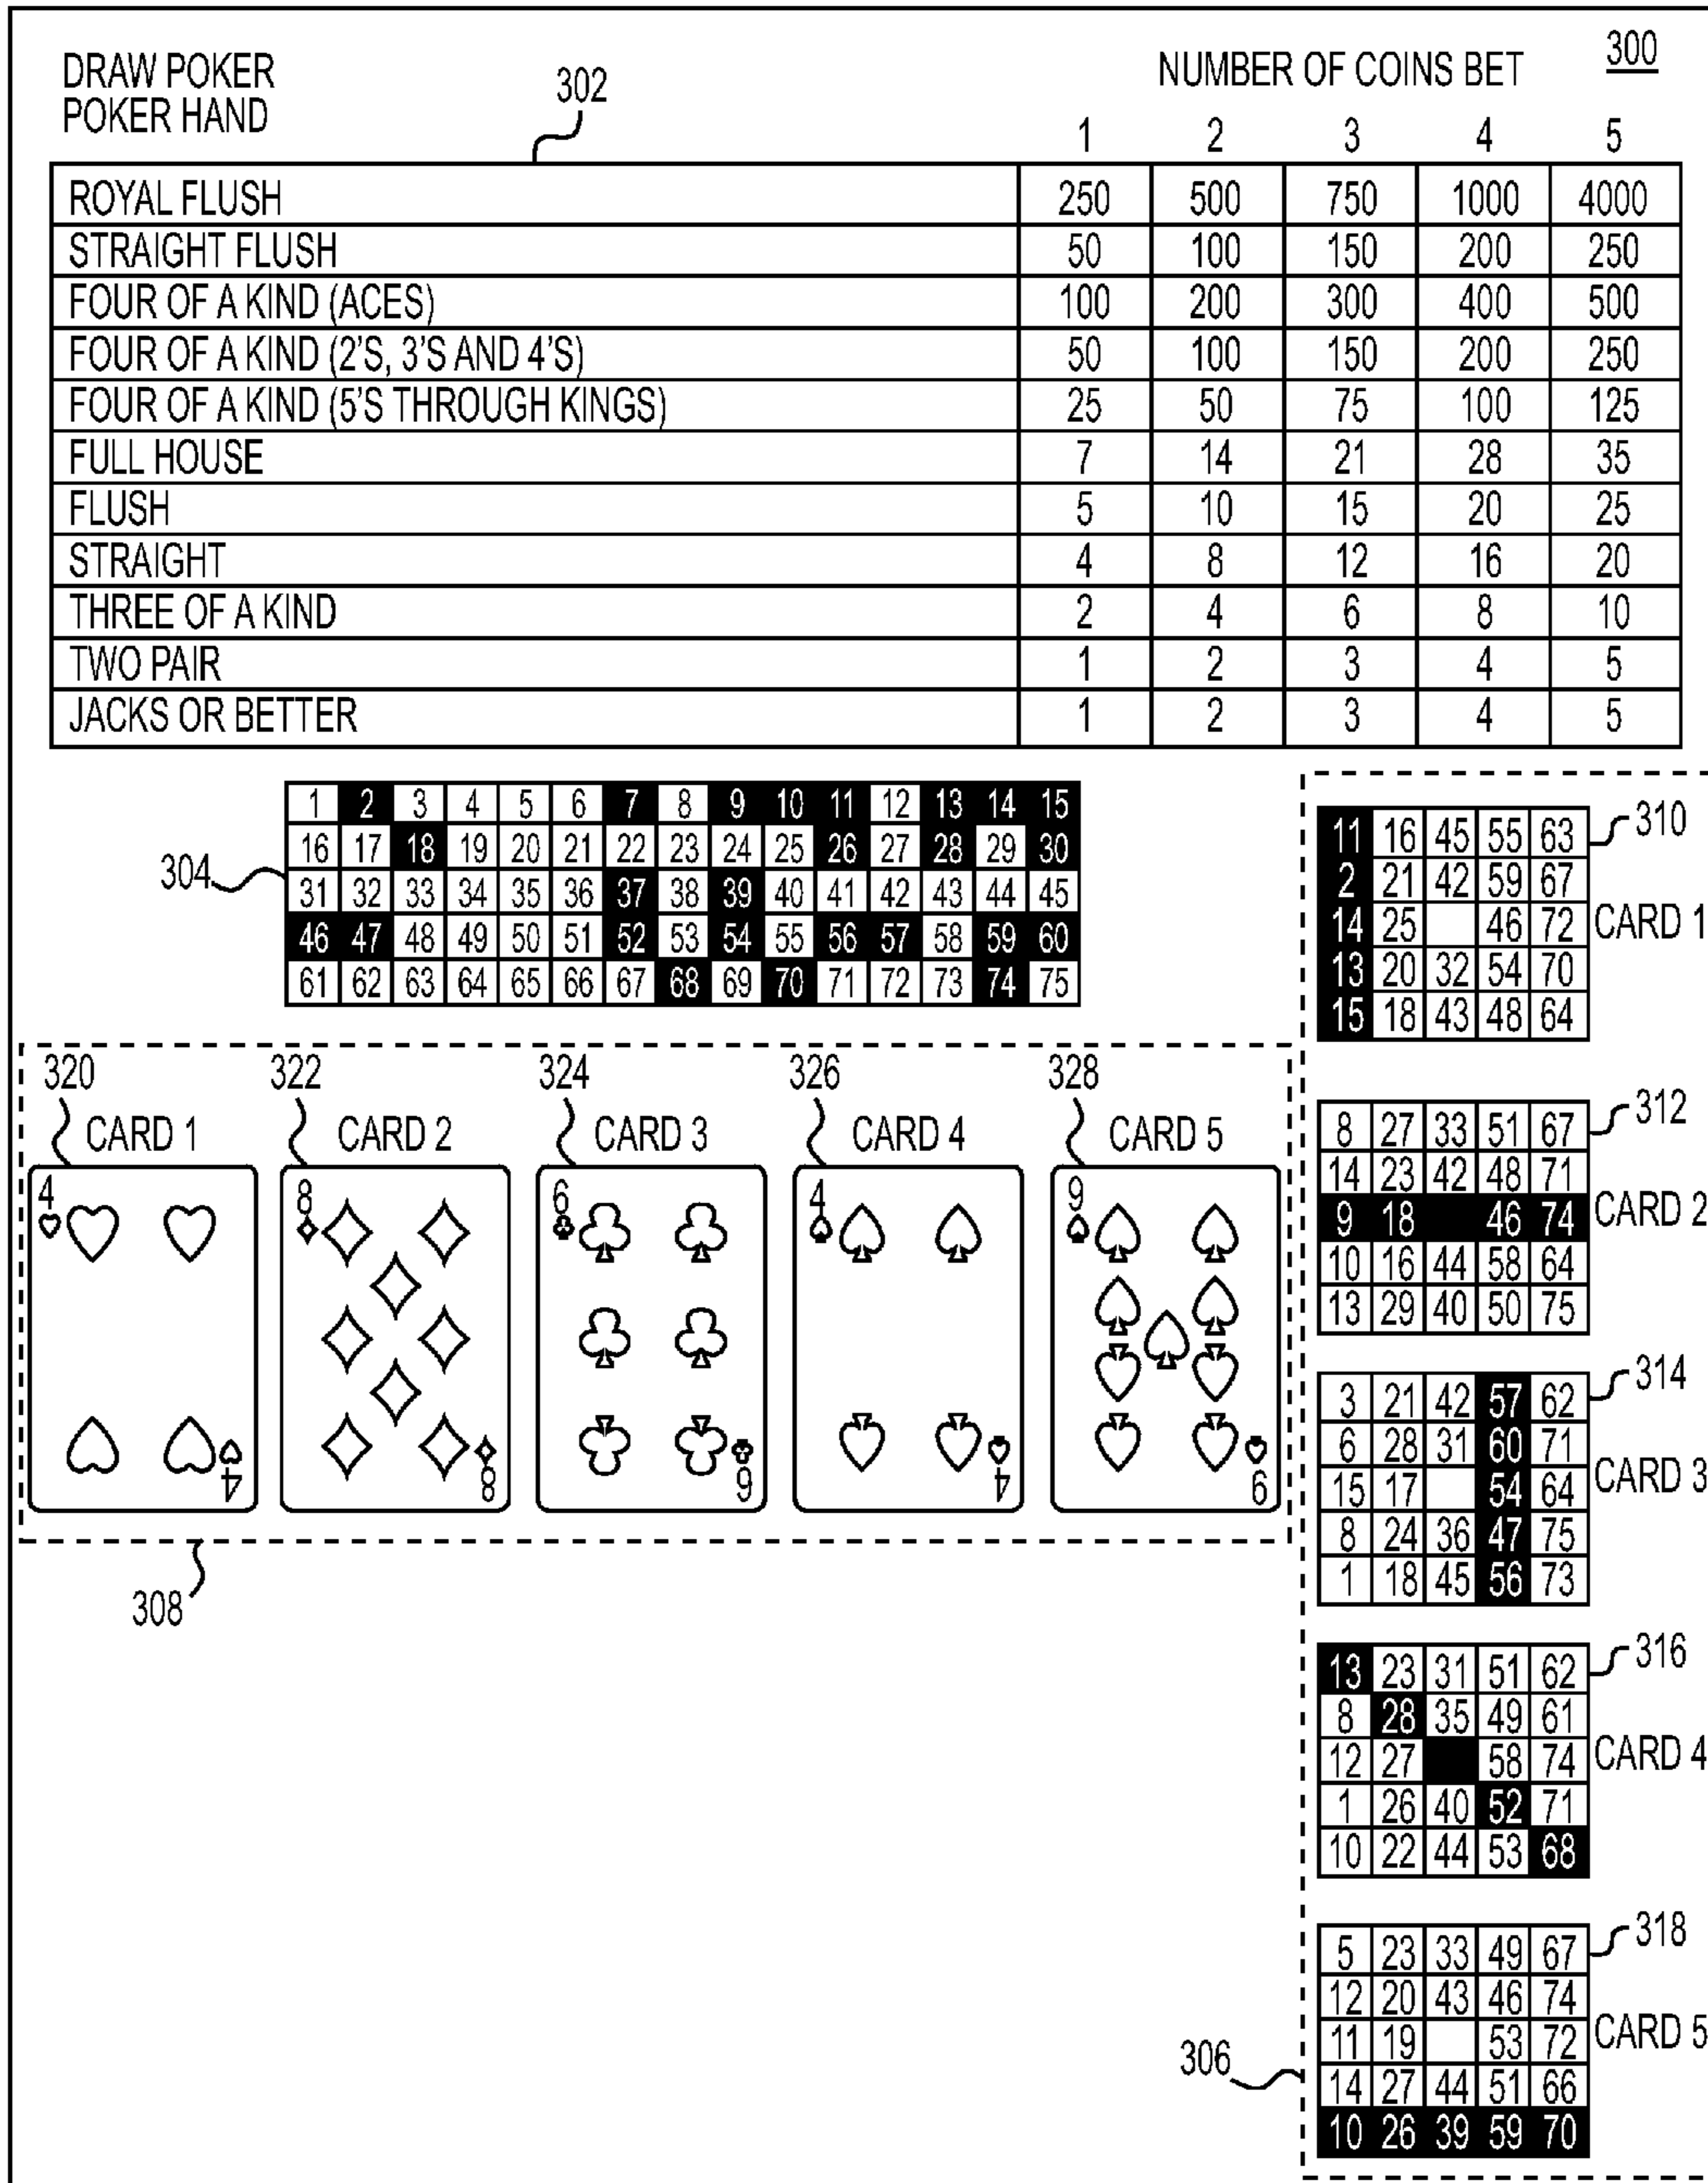 300
DRAW POKER
POKER HAND
302
NUMBER OF COINS BET
1 2 3 4 5
ROYAL FLUSH 250 500 750 1000 4000
STRAIGHT FLUSH 50 100 150 200 250
FOUR OF A KIND (ACES) 100 200 300 400 500
FOUR OF A KIND (2'S, 3'S AND 4'S) 50 100 150 200 250
FOUR OF A KIND (5'S THROUGH KINGS) 25 50 75 100 125
FULL HOUSE 7 14 21 28 35
FLUSH 5 10 15 20 25
STRAIGHT 4 8 12 16 20
THREE OF A KIND 2 4 6 8 10
TWO PAIR 1 2 3 4 5
JACKS OR BETTER 1 2 3 4 5
304
1 2 3 4 5 6 7 8 9 10 11 12 13 14 15
16 17 18 19 20 21 22 23 24 25 26 27 28 29 30
31 32 33 34 35 36 37 38 39 40 41 42 43 44 45
46 47 48 49 50 51 52 53 54 55 56 57 58 59 60
61 62 63 64 65 66 67 68 69 70 71 72 73 74 75
320 322 324 326 328
CARD 1 CARD 2 CARD 3 CARD 4 CARD 5
4 8 6 4 9
4 8 6 4 9
308
310
11 16 45 55 63
2 21 42 59 67
14 25 46 72
13 20 32 54 70
15 18 43 48 64
CARD 1
312
8 27 33 51 67
14 23 42 48 71
9 18 46 74
10 16 44 58 64
13 29 40 50 75
CARD 2
314
3 21 42 57 62
6 28 31 60 71
15 17 54 64
8 24 36 47 75
1 18 45 56 73
CARD 3
316
13 23 31 51 62
8 28 35 49 61
12 27 58 74
1 26 40 52 71
10 22 44 53 68
CARD 4
318
5 23 33 49 67
12 20 43 46 74
11 19 53 72
14 27 44 51 66
10 26 39 59 70
CARD 5
306